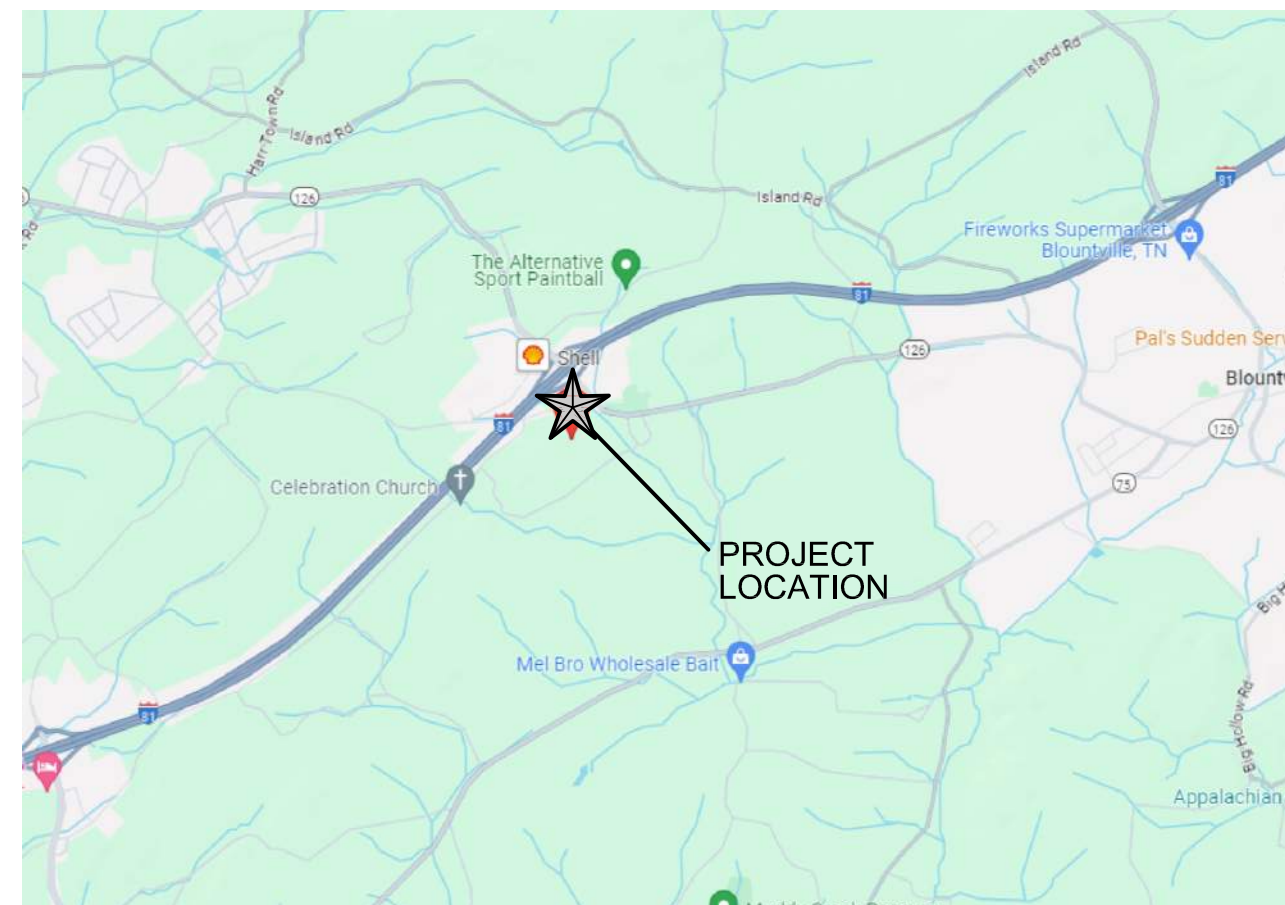 Island Rd
Harr Town Rd
Island Rd
126
Island Rd
81
Fireworks Supermarket
Blountville, TN
The Alternative
Sport Paintball
81
Pal's Sudden Serv
126
Shell
Blountv
81
126
Celebration Church
75
PROJECT
LOCATION
Mel Bro Wholesale Bait
Big Hollow Rd
81
Appalachian